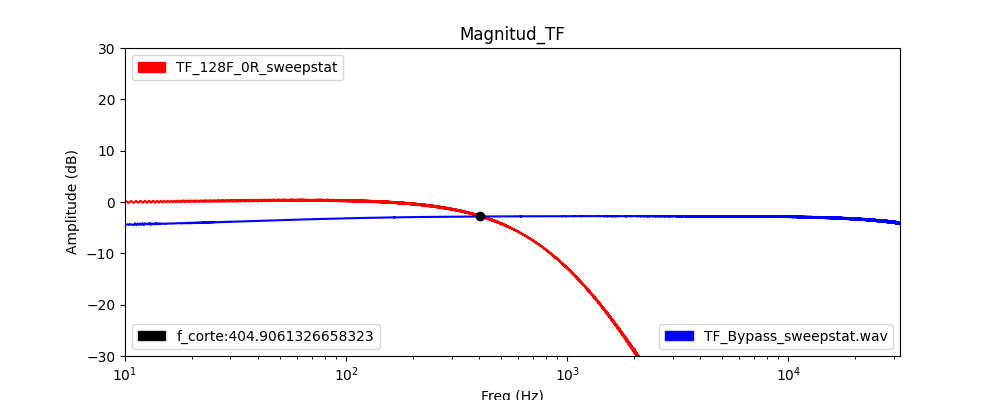 Magnitud_TF
30
TF_128F_0R_sweepstat
20
10
0
Amplitude (dB)
−10
−20
f_corte:404.9061326658323
TF_Bypass_sweepstat.wav
−30
10¹ 10² 10³ 10⁴
Freq (Hz)